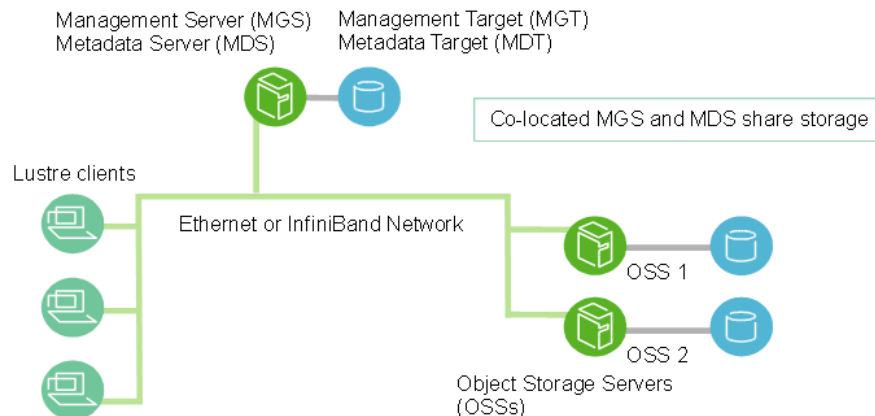 Management Server (MGS)
Metadata Server (MDS)
Management Target (MGT)
Metadata Target (MDT)
Co-located MGS and MDS share storage
Lustre clients
Ethernet or InfiniBand Network
OSS 1
OSS 2
Object Storage Servers
(OSSs)